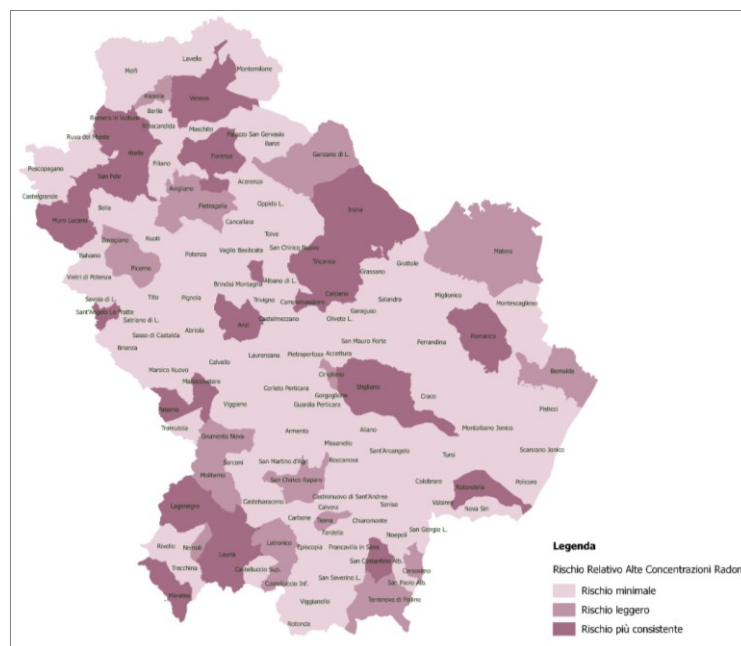 Lavello
Melfi
Montemilone
Rapolla
Venosa
Barile
Rionero in Vulture
Maschito
Ruvo del Monte
Palazzo San Gervasio
Banzi
Atella
Forenza
Genzano di L.
Filiano
Pescopagano
San Fele
Acerenza
Avigliano
Castelgrande
Pietragalla
Oppido L.
Irsina
Bella
Muro Lucano
Cancellara
Tolve
Ruoti
Matera
Baragiano
Balvano
Potenza
Vaglio Basilicata
San Chirico Nuovo
Picerno
Tricarico
Grottole
Vietri di Potenza
Albano di L.
Grassano
Brindisi Montagna
Calciano
Miglionico
Savoia di L.
Tito
Pignola
Trivigno
Campomaggiore
Salandra
Montescaglioso
Sant'Angelo Le Fratte
Garaguso
Satriano di L.
Anzi
Castelmezzano
Oliveto L.
Abriola
Sasso di Castalda
Pomarico
San Mauro Forte
Ferrandina
Brienza
Laurenzana
Pietrapertosa
Accettura
Calvello
Marsico Nuovo
Cirigliano
Bernalda
Marsicovetere
Corleto Perticara
Stigliano
Gorgoglione
Craco
Viggiano
Guardia Perticara
Paterno
Pisticci
Tramutola
Armento
Aliano
Montalbano Jonico
Grumento Nova
Missanello
Sant'Arcangelo
Tursi
Scanzano Jonico
Sarconi
San Martino d'Agri
Roccanova
Moliterno
San Chirico Raparo
Colobraro
Rotondella
Policoro
Castelsaraceno
Castronuovo di Sant'Andrea
Lagonegro
Calvera
Senise
Valsinni
Nova Siri
Carbone
Teana
Chiaromonte
Fardella
Noepoli
San Giorgio L.
Rivello
Nemoli
Latronico
Episcopia
Francavilla in Sinni
Lauria
San Costantino Alb.
Trecchina
Castelluccio Sup.
Cersosimo
Castelluccio Inf.
San Severino L.
San Paolo Alb.
Maratea
Terranova di Pollino
Viggianello
Rotonda
Legenda
Rischio Relativo Alte Concentrazioni Radon
Rischio minimale
Rischio leggero
Rischio più consistente